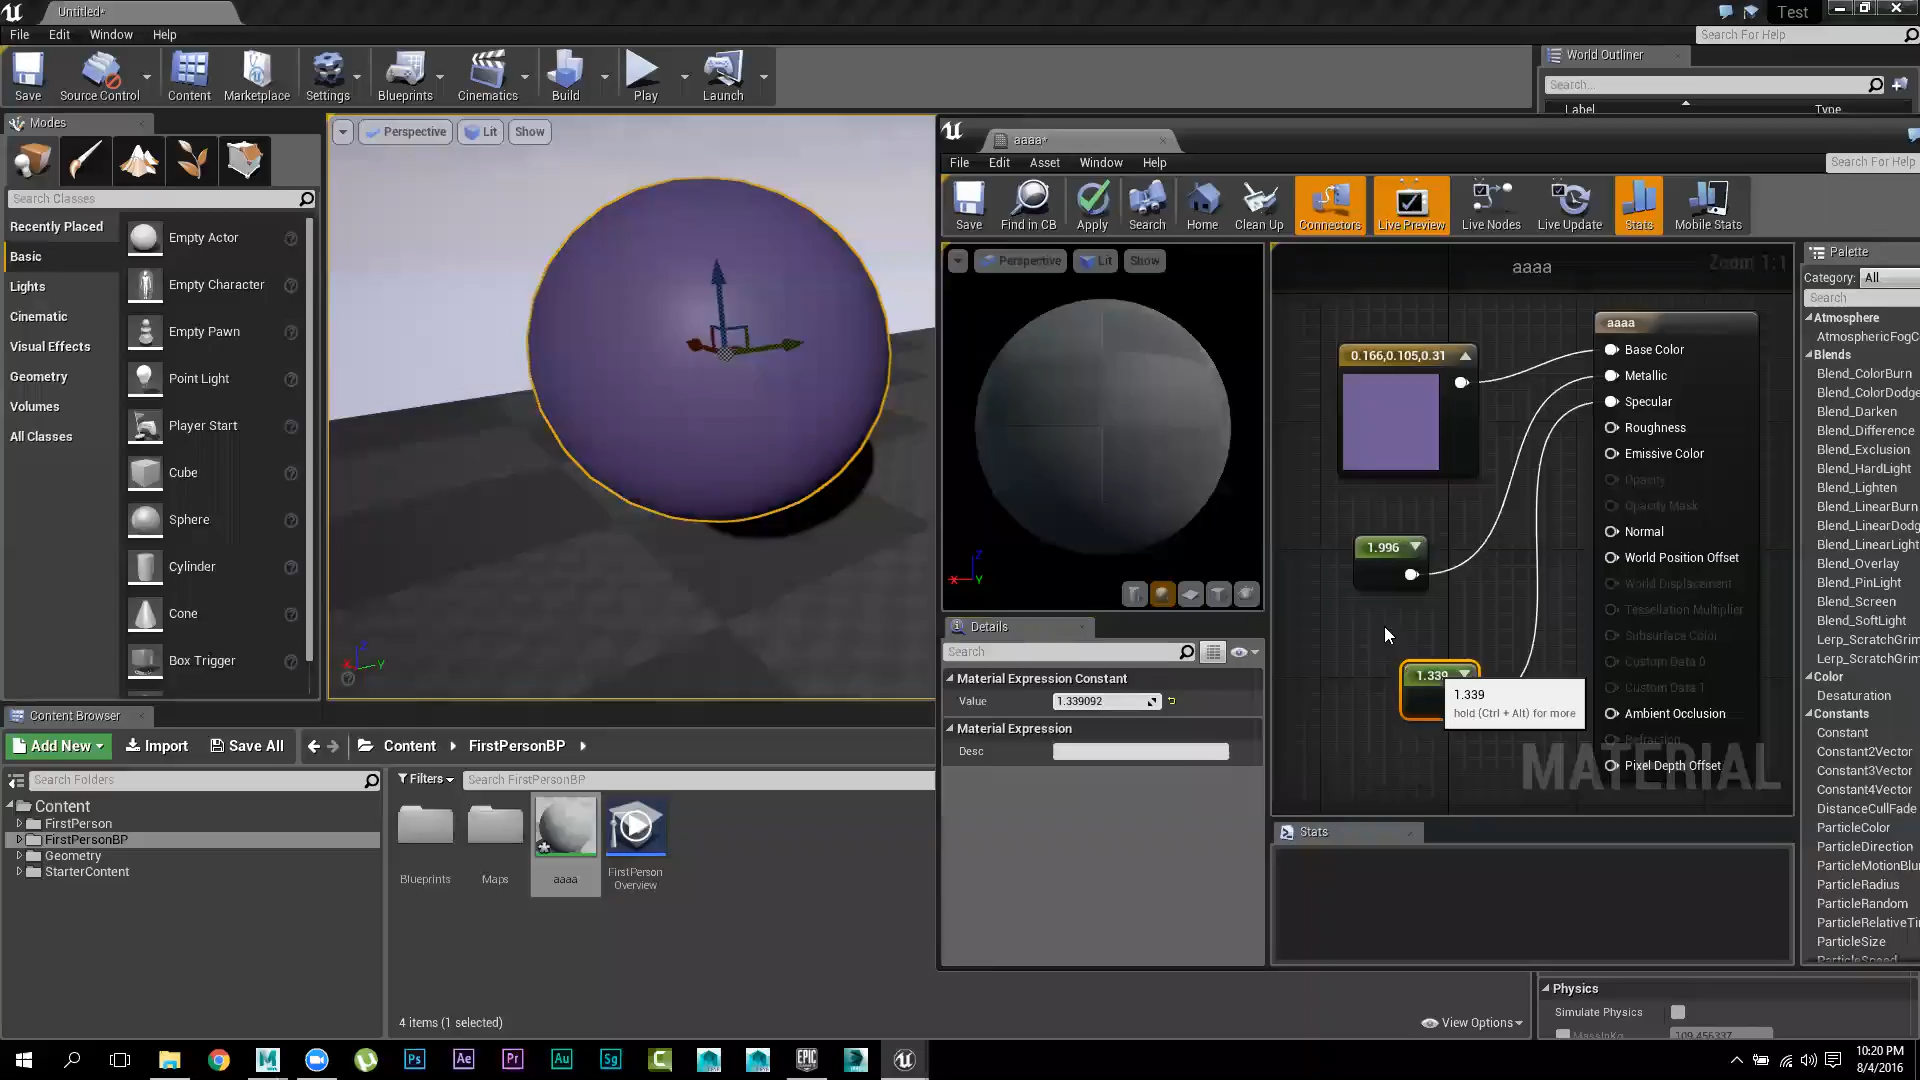 Untitled*
Test
File Edit Window Help
Search For Help
Save Source Control Content Marketplace Settings Blueprints Cinematics Build Play Launch
World Outliner
Search...
Label Type
Modes
Search Classes
Recently Placed
Basic
Lights
Cinematic
Visual Effects
Geometry
Volumes
All Classes
Empty Actor
Empty Character
Empty Pawn
Point Light
Player Start
Cube
Sphere
Cylinder
Cone
Box Trigger
Perspective Lit Show
aaaa*
File Edit Asset Window Help
Search For Help
Save Find in CB Apply Search Home Clean Up Connectors Live Preview Live Nodes Live Update Stats Mobile Stats
Perspective Lit Show
aaaa
Zoom 1:1
0.166,0.105,0.31
1.996
1.339
1.339
hold (Ctrl + Alt) for more
aaaa
Base Color
Metallic
Specular
Roughness
Emissive Color
Opacity
Opacity Mask
Normal
World Position Offset
World Displacement
Tessellation Multiplier
Subsurface Color
Custom Data 0
Custom Data 1
Ambient Occlusion
Refraction
Pixel Depth Offset
MATERIAL
Details
Search
Material Expression Constant
Value 1.339092
Material Expression
Desc
Stats
Palette
Category: All
Search
Atmosphere
AtmosphericFogC
Blends
Blend_ColorBurn
Blend_ColorDodge
Blend_Darken
Blend_Difference
Blend_Exclusion
Blend_HardLight
Blend_Lighten
Blend_LinearBurn
Blend_LinearDodg
Blend_LinearLight
Blend_Overlay
Blend_PinLight
Blend_Screen
Blend_SoftLight
Lerp_ScratchGrim
Lerp_ScratchGrim
Color
Desaturation
Constants
Constant
Constant2Vector
Constant3Vector
Constant4Vector
DistanceCullFade
ParticleColor
ParticleDirection
ParticleMotionBlu
ParticleRadius
ParticleRandom
ParticleRelativeTi
ParticleSize
ParticleSpeed
Content Browser
Add New Import Save All Content FirstPersonBP
Search Folders
Filters Search FirstPersonBP
Content
FirstPerson
FirstPersonBP
Geometry
StarterContent
Blueprints
Maps
aaaa
FirstPerson
Overview
4 items (1 selected)
View Options
Physics
Simulate Physics
MassInKg 109.456337
Ps Ae Pr Au Sg
EPIC
10:20 PM
8/4/2016